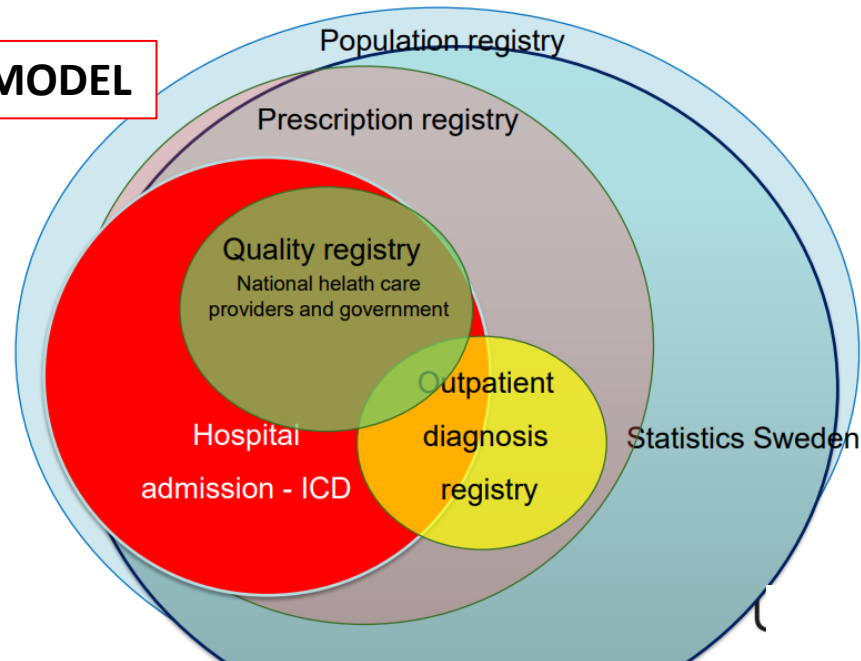 Population registry
MODEL
Prescription registry
Quality registry
National helath care
providers and government
Outpatient
diagnosis
registry
Hospital
admission - ICD
Statistics Sweden